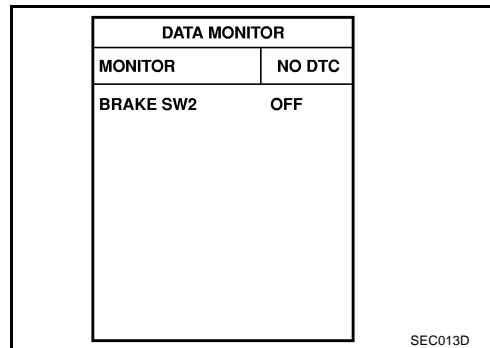 DATA MONITOR
MONITOR NO DTC
BRAKE SW2 OFF
SEC013D